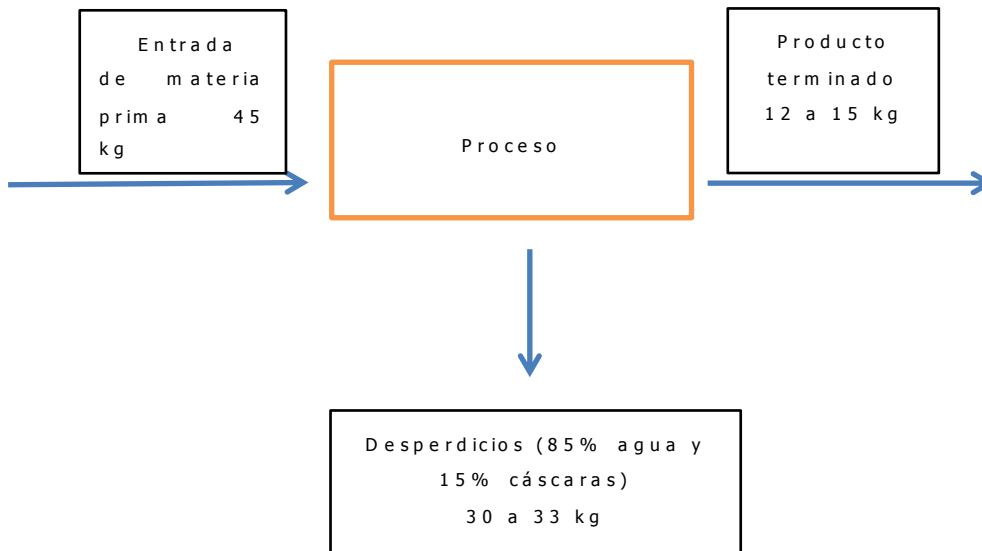 Entrada
de materia
prima 45
kg
Proceso
Producto
terminado
12 a 15 kg
Desperdicios (85% agua y
15% cáscaras)
30 a 33 kg